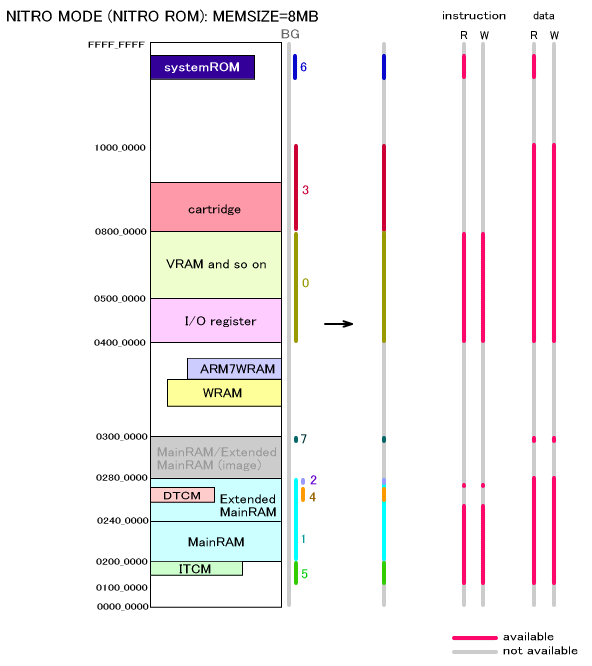 NITRO MODE (NITRO ROM): MEMSIZE=8MB
instruction data
BG
R W R W
FFFF_FFFF
systemROM 6
1000_0000
3
cartridge
0800_0000
VRAM and so on
0
0500_0000
I/O register
0400_0000
ARM7WRAM
WRAM
0300_0000 7
MainRAM/Extended
MainRAM (image)
0280_0000 2
DTCM Extended 4
MainRAM
0240_0000
MainRAM 1
0200_0000
ITCM 5
0100_0000
0000_0000
available
not available